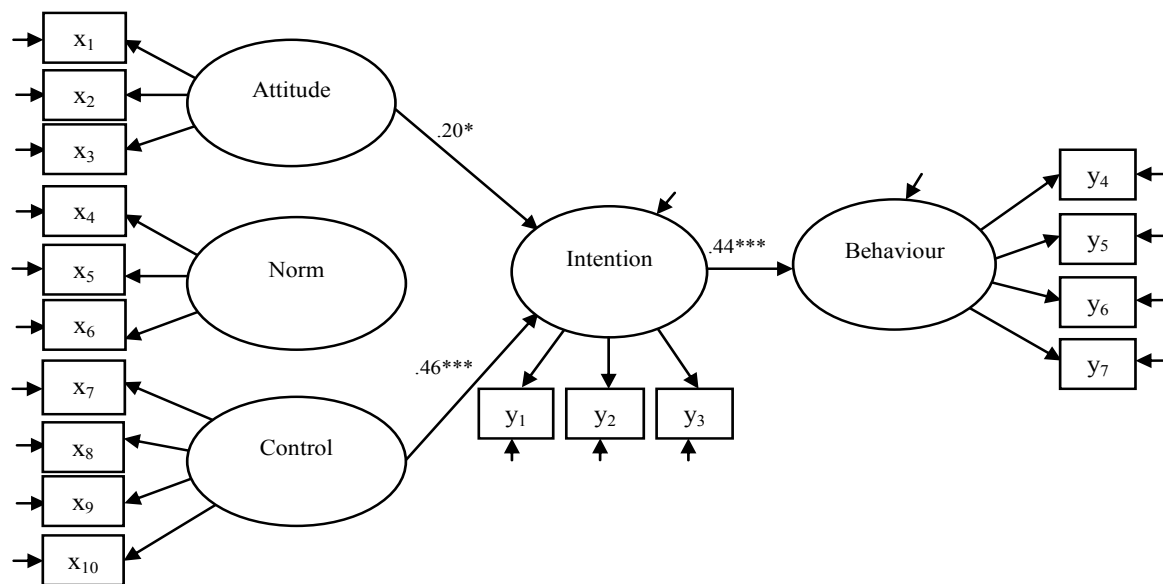 x₁
x₂
x₃
Attitude
.20*
x₄
x₅
x₆
Norm
x₇
x₈
x₉
x₁₀
Control
.46***
Intention
.44***
y₁
y₂
y₃
Behaviour
y₄
y₅
y₆
y₇